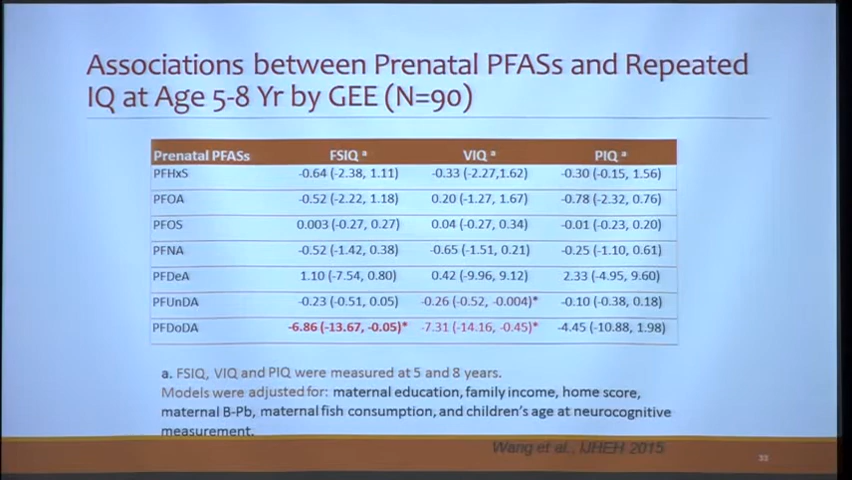 Associations between Prenatal PFASs and Repeated
IQ at Age 5-8 Yr by GEE (N=90)
Prenatal PFASs FSIQ a VIQ a PIQ a
PFHxS -0.64 (-2.38, 1.11) -0.33 (-2.27,1.62) -0.30 (-0.15, 1.56)
PFOA -0.52 (-2.22, 1.18) 0.20 (-1.27, 1.67) -0.78 (-2.32, 0.76)
PFOS 0.003 (-0.27, 0.27) 0.04 (-0.27, 0.34) -0.01 (-0.23, 0.20)
PFNA -0.52 (-1.42, 0.38) -0.65 (-1.51, 0.21) -0.25 (-1.10, 0.61)
PFDeA 1.10 (-7.54, 0.80) 0.42 (-9.96, 9.12) 2.33 (-4.95, 9.60)
PFUnDA -0.23 (-0.51, 0.05) -0.26 (-0.52, -0.004)* -0.10 (-0.38, 0.18)
PFDoDA -6.86 (-13.67, -0.05)* -7.31 (-14.16, -0.45)* -4.45 (-10.88, 1.98)
a. FSIQ, VIQ and PIQ were measured at 5 and 8 years.
Models were adjusted for: maternal education, family income, home score,
maternal B-Pb, maternal fish consumption, and children's age at neurocognitive
measurement.
Wang et al., IJHEH 2015
33